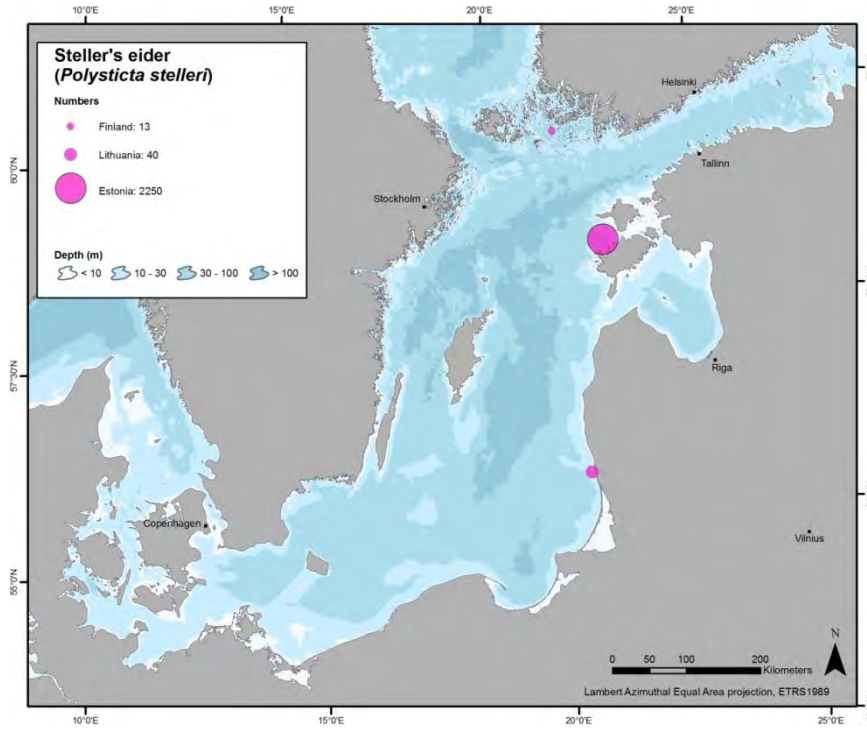 10°0'E 15°0'E 20°0'E 25°0'E
Steller's eider
(Polysticta stelleri)
Numbers
Finland: 13
Lithuania: 40
Estonia: 2250
Depth (m)
< 10 10 - 30 30 - 100 > 100
Helsinki
Tallinn
Stockholm
60°0'N
Riga
57°30'N
Copenhagen
Vilnius
55°0'N
N
0 50 100 200
Kilometers
Lambert Azimuthal Equal Area projection, ETRS1989
10°0'E 15°0'E 20°0'E 25°0'E